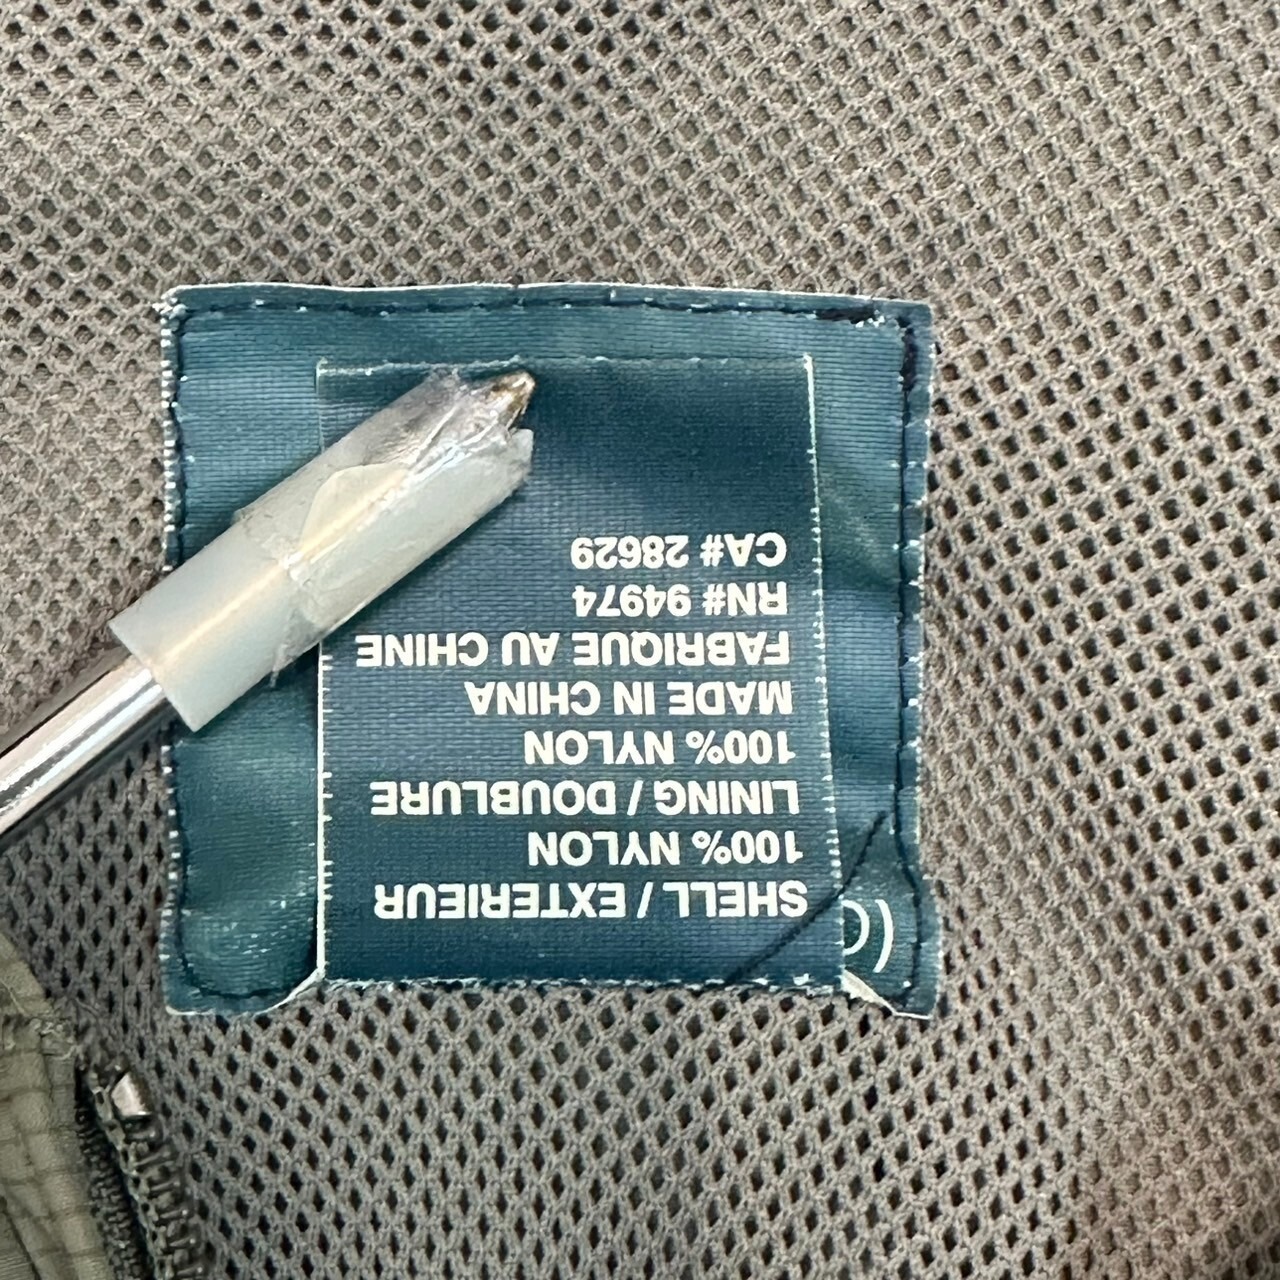 SHELL / EXTERIEUR
100% NYLON
LINING / DOUBLURE
100% NYLON
MADE IN CHINA
FABRIQUE AU CHINE
RN# 94974
CA# 28629